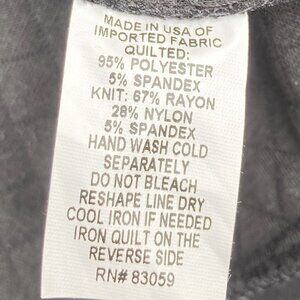 MADE IN USA OF
IMPORTED FABRIC
QUILTED:
95% POLYESTER
5% SPANDEX
KNIT: 67% RAYON
28% NYLON
5% SPANDEX
HAND WASH COLD
SEPARATELY
DO NOT BLEACH
RESHAPE LINE DRY
COOL IRON IF NEEDED
IRON QUILT ON THE
REVERSE SIDE
RN# 83059